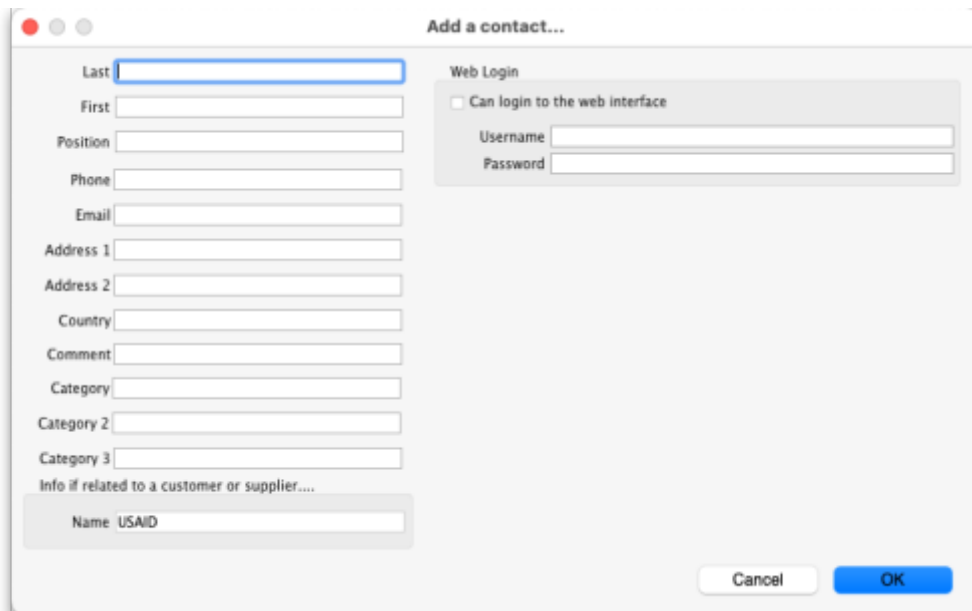 Add a contact...
Last
First
Position
Phone
Email
Address 1
Address 2
Country
Comment
Category
Category 2
Category 3
Info if related to a customer or supplier....
Name USAID
Web Login
Can login to the web interface
Username
Password
Cancel OK